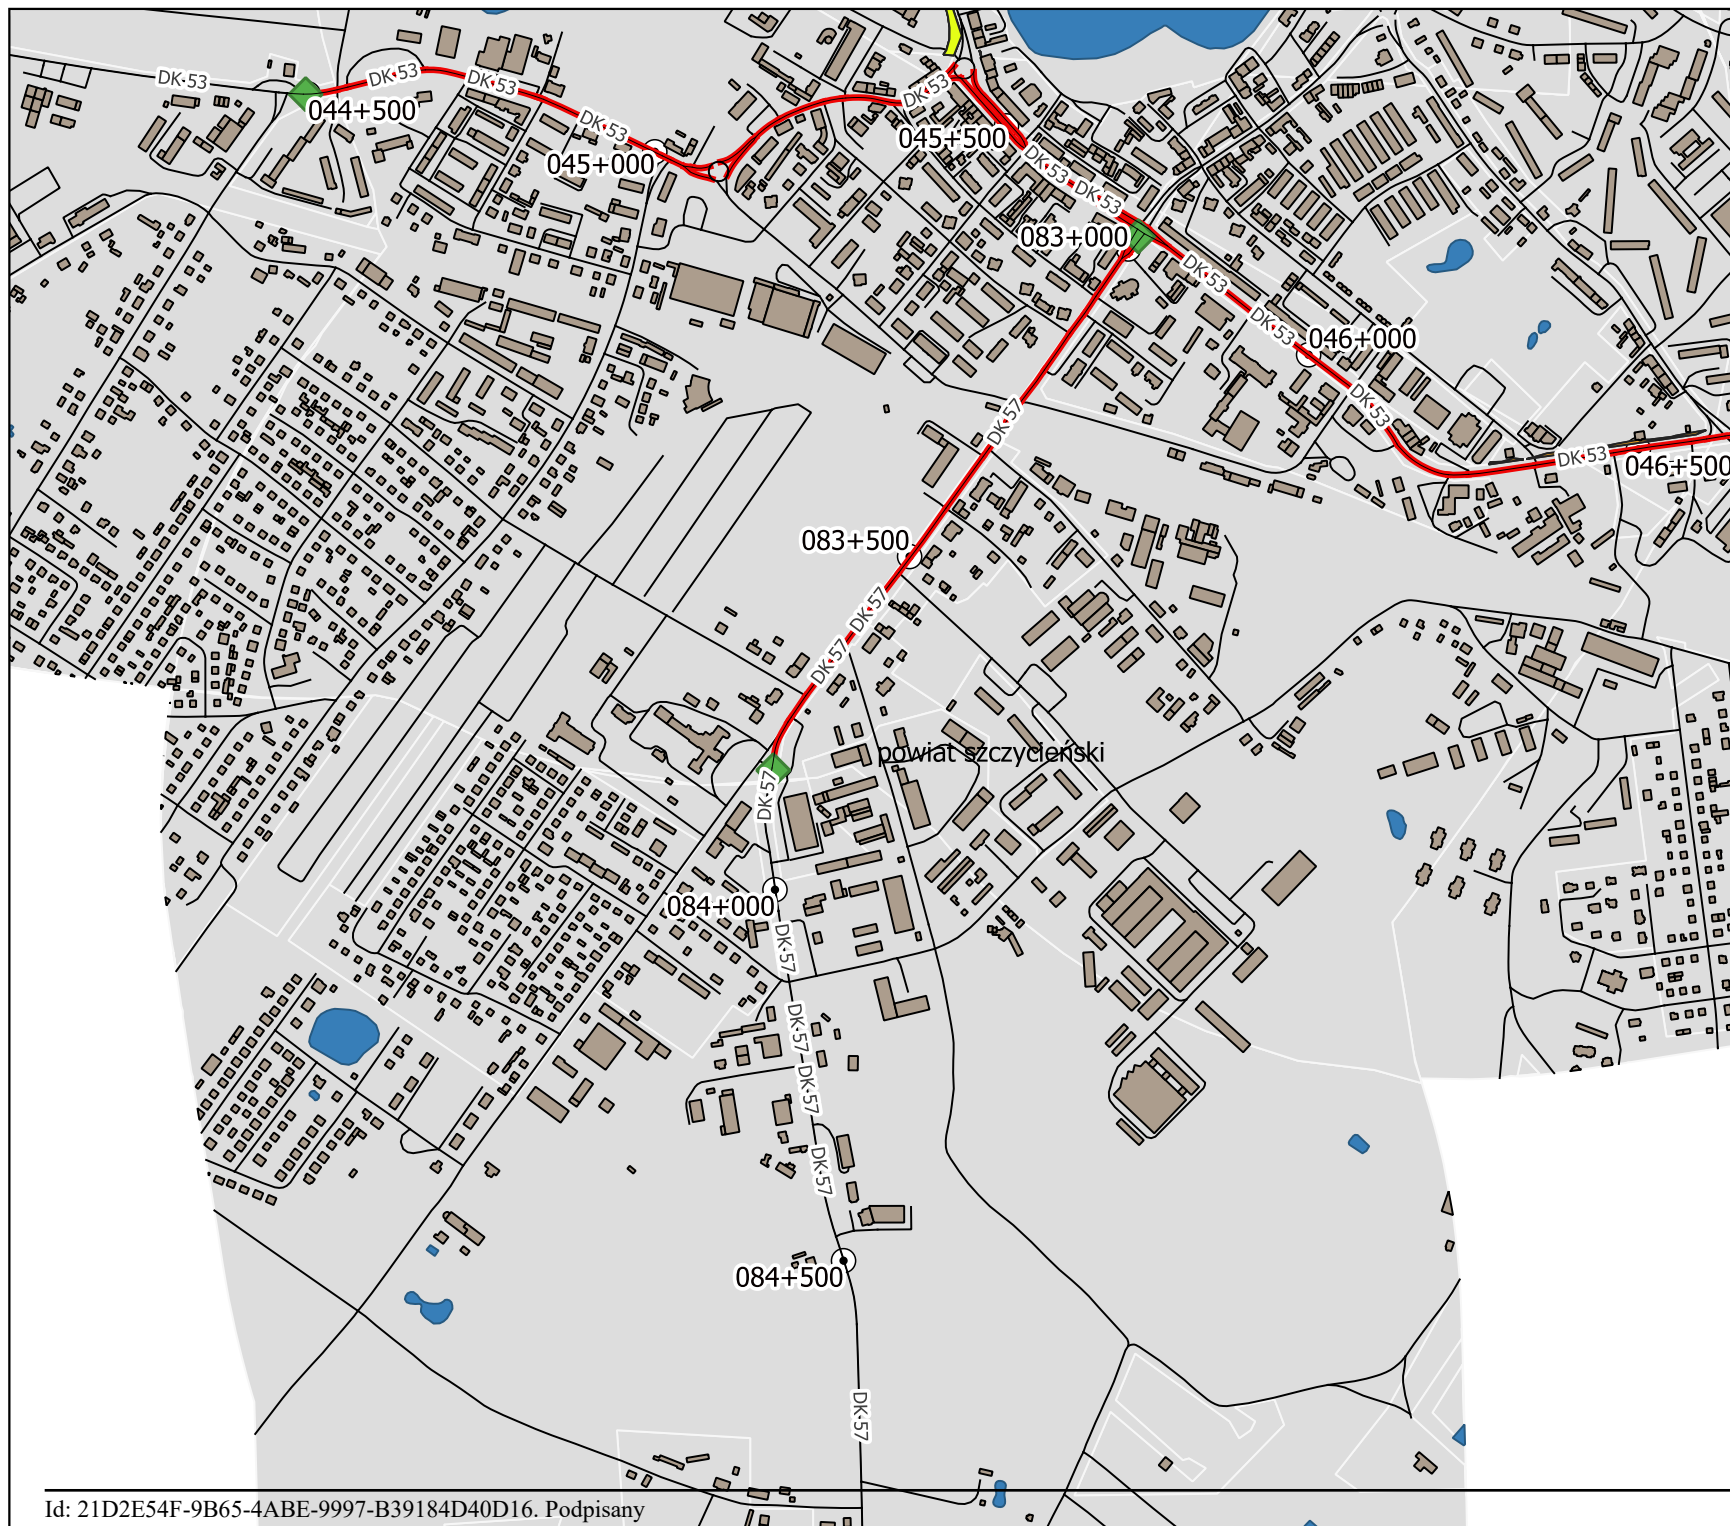 DK-53
DK-53
DK-53
DK-53
DK-53
044+500
045+000
045+500
DK-53
DK-53
083+000
DK-53
DK-53
046+000
DK-53
DK-57
DK-53
046+500
083+500
DK-57
DK-57
powiat szczycieński
DK-57
084+000
DK-57
DK-57
DK-57
DK-57
084+500
DK-57
Id: 21D2E54F-9B65-4ABE-9997-B39184D40D16. Podpisany